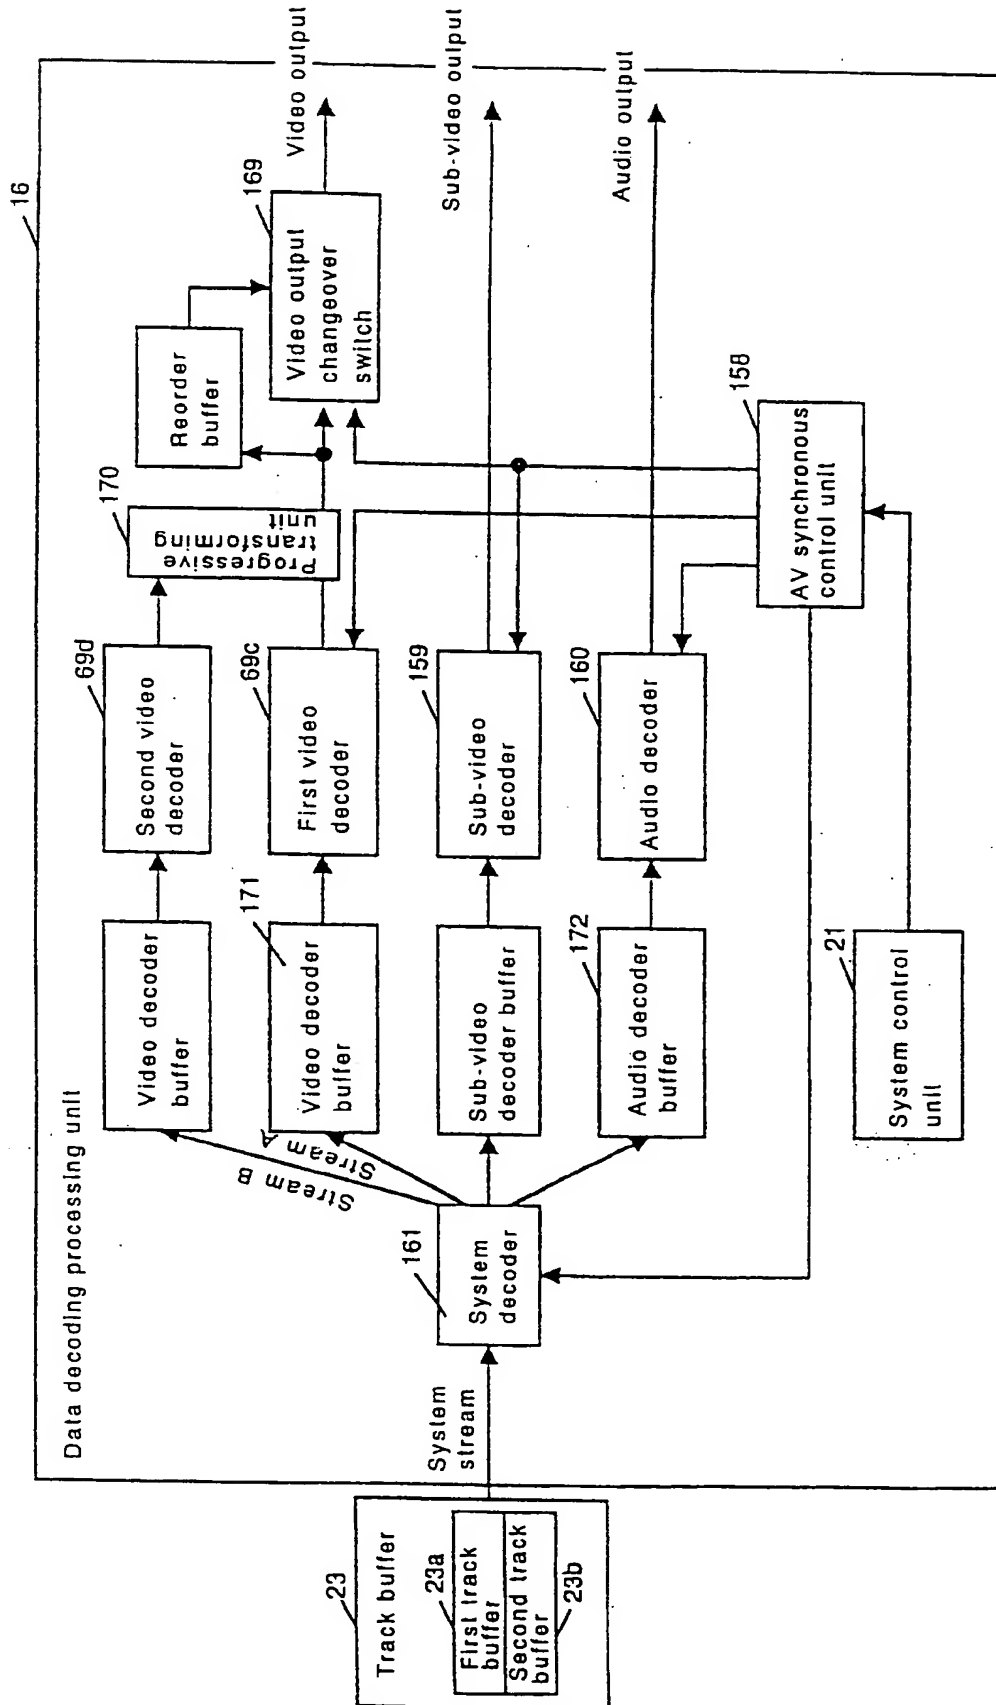 16
Data decoding processing unit
23
Track buffer
23a
First track
buffer
Second track
buffer
23b
System
stream
161
System
decoder
Stream B
Stream A
Video decoder
buffer
171
Video decoder
buffer
Sub-video
decoder buffer
172
Audio decoder
buffer
21
System control
unit
69d
Second video
decoder
69c
First video
decoder
159
Sub-video
decoder
160
Audio decoder
158
AV synchronous
control unit
170
Progressive
transforming
unit
Reorder
buffer
169
Video output
changeover
switch
Video output
Sub-video output
Audio output